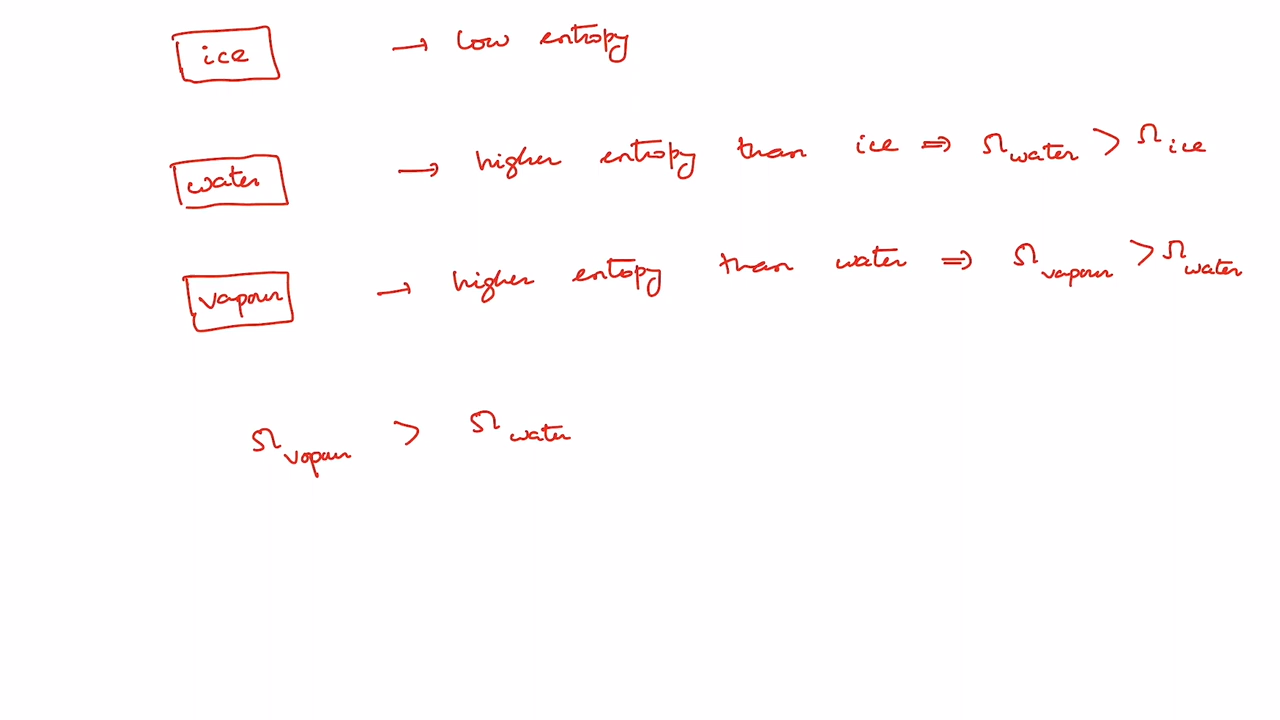 ice → low entropy
water → higher entropy than ice ⇒ Ω_water > Ω_ice
vapour → higher entropy than water ⇒ Ω_vapour > Ω_water
Ω_vapour > Ω_water